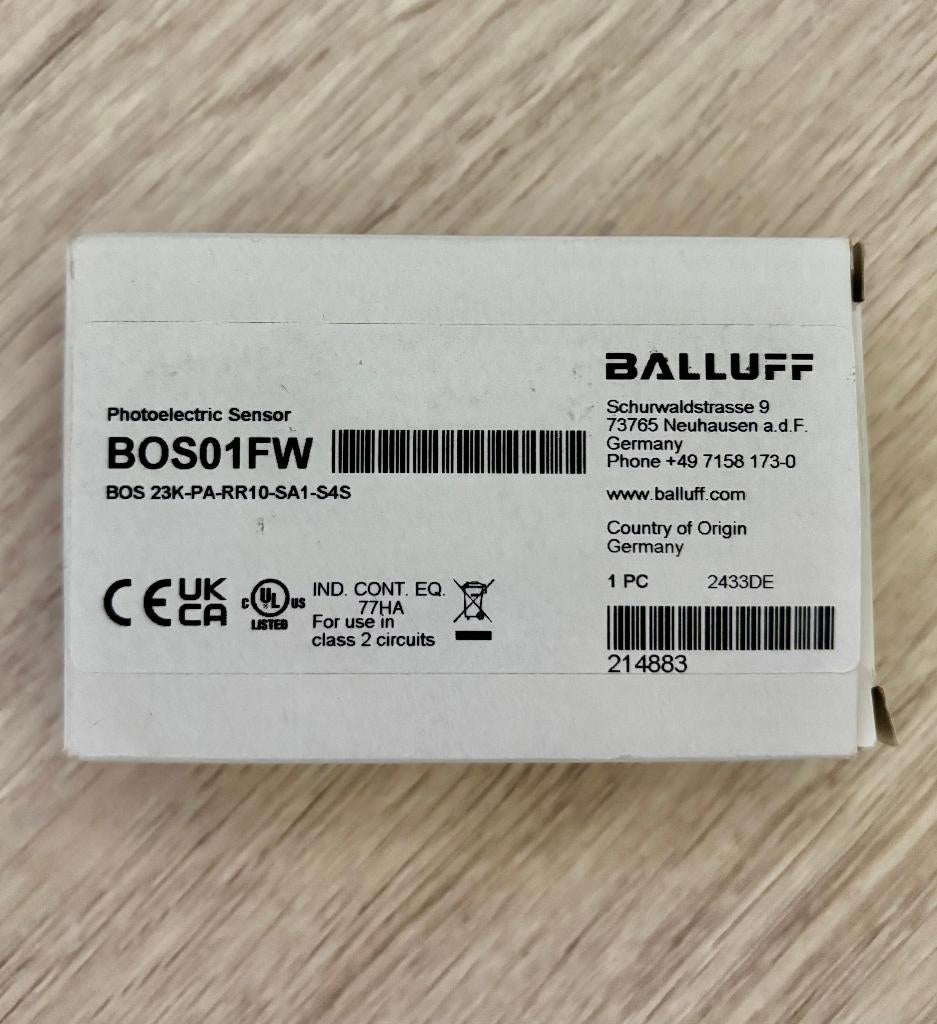 Photoelectric Sensor
BOS01FW
BOS 23K-PA-RR10-SA1-S4S
CE UK
CA
C UL US
LISTED
IND. CONT. EQ.
77HA
For use in
class 2 circuits
BALLUFF
Schurwaldstrasse 9
73765 Neuhausen a.d.F.
Germany
Phone +49 7158 173-0
www.balluff.com
Country of Origin
Germany
1 PC 2433DE
214883